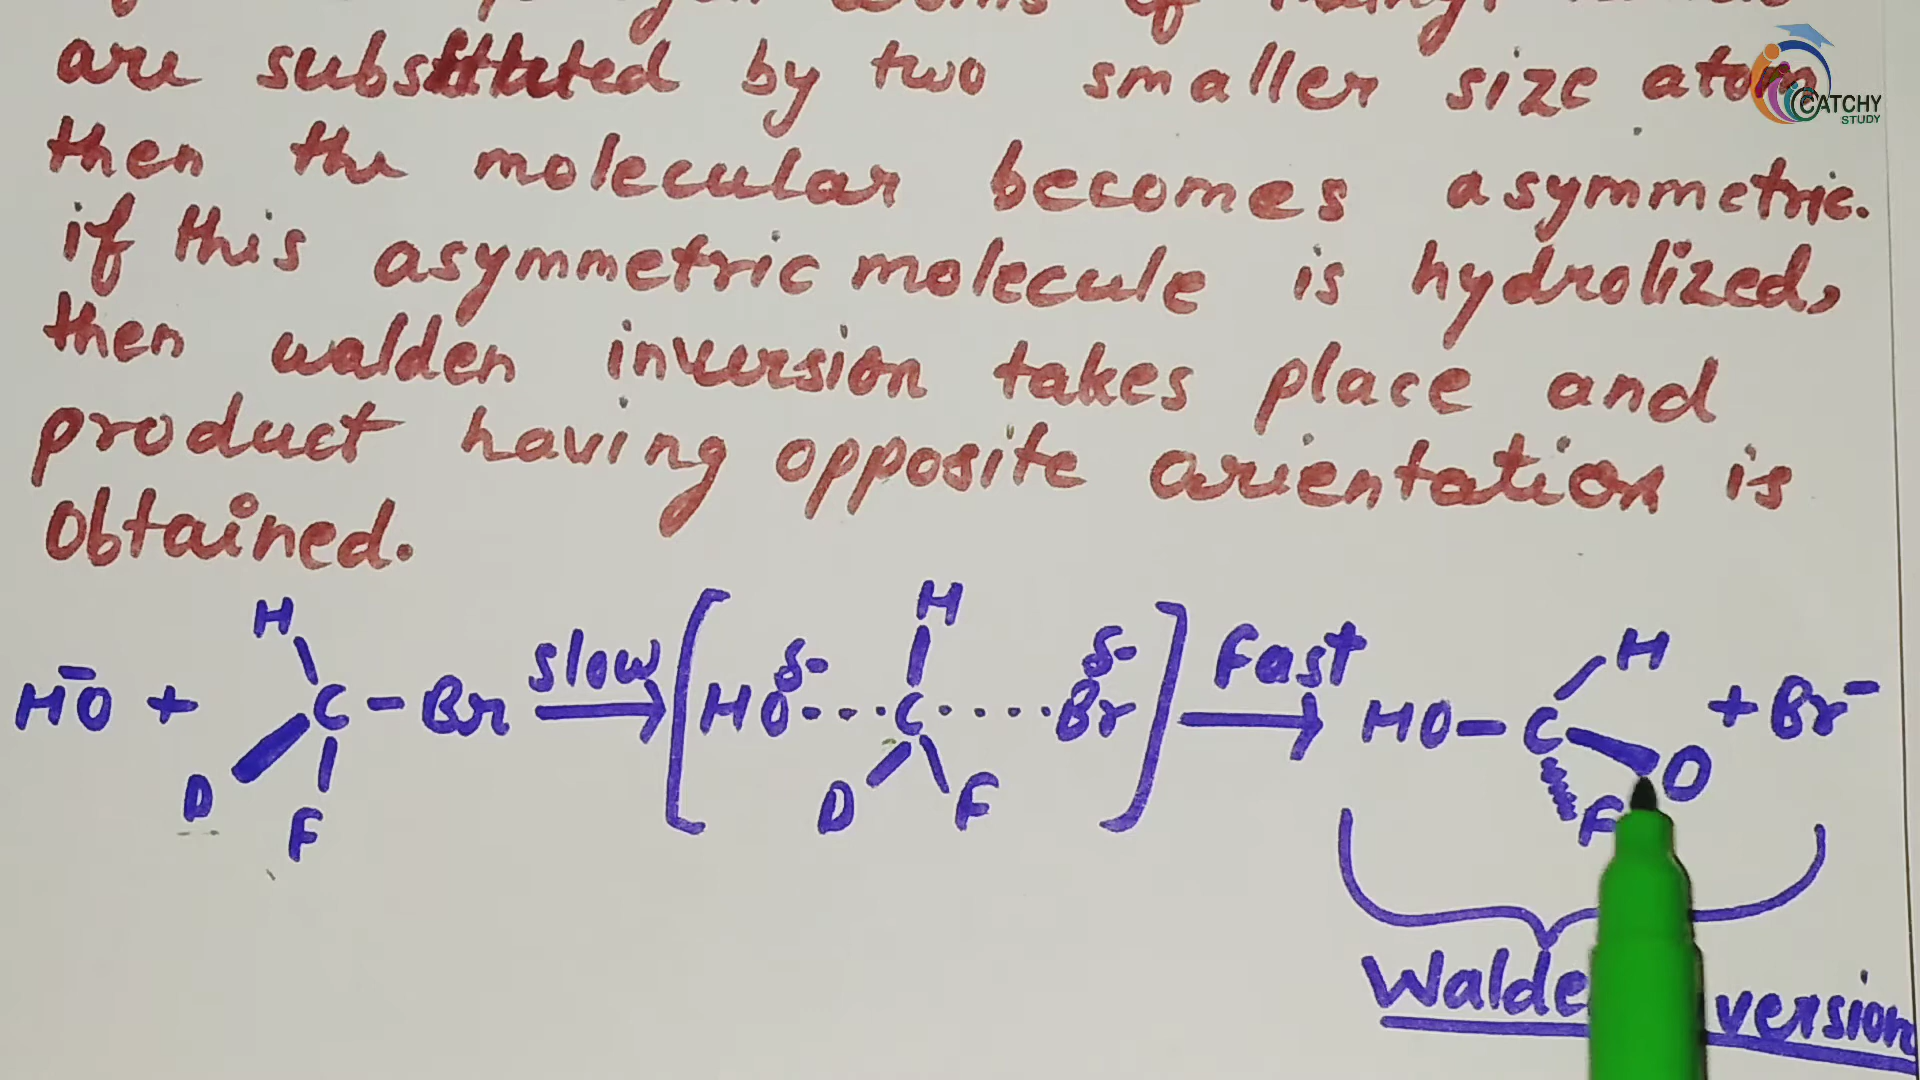 are substituted by two smaller size atom
then the molecular becomes asymmetric.
if this asymmetric molecule is hydrolized,
then walden inversion takes place and
product having opposite orientation is
obtained.
H H H
HO⁻ + C - Br slow [HO δ- ... C .... Br δ-] Fast HO - C + Br⁻
D F D F F O
Walde version
CATCHY
STUDY